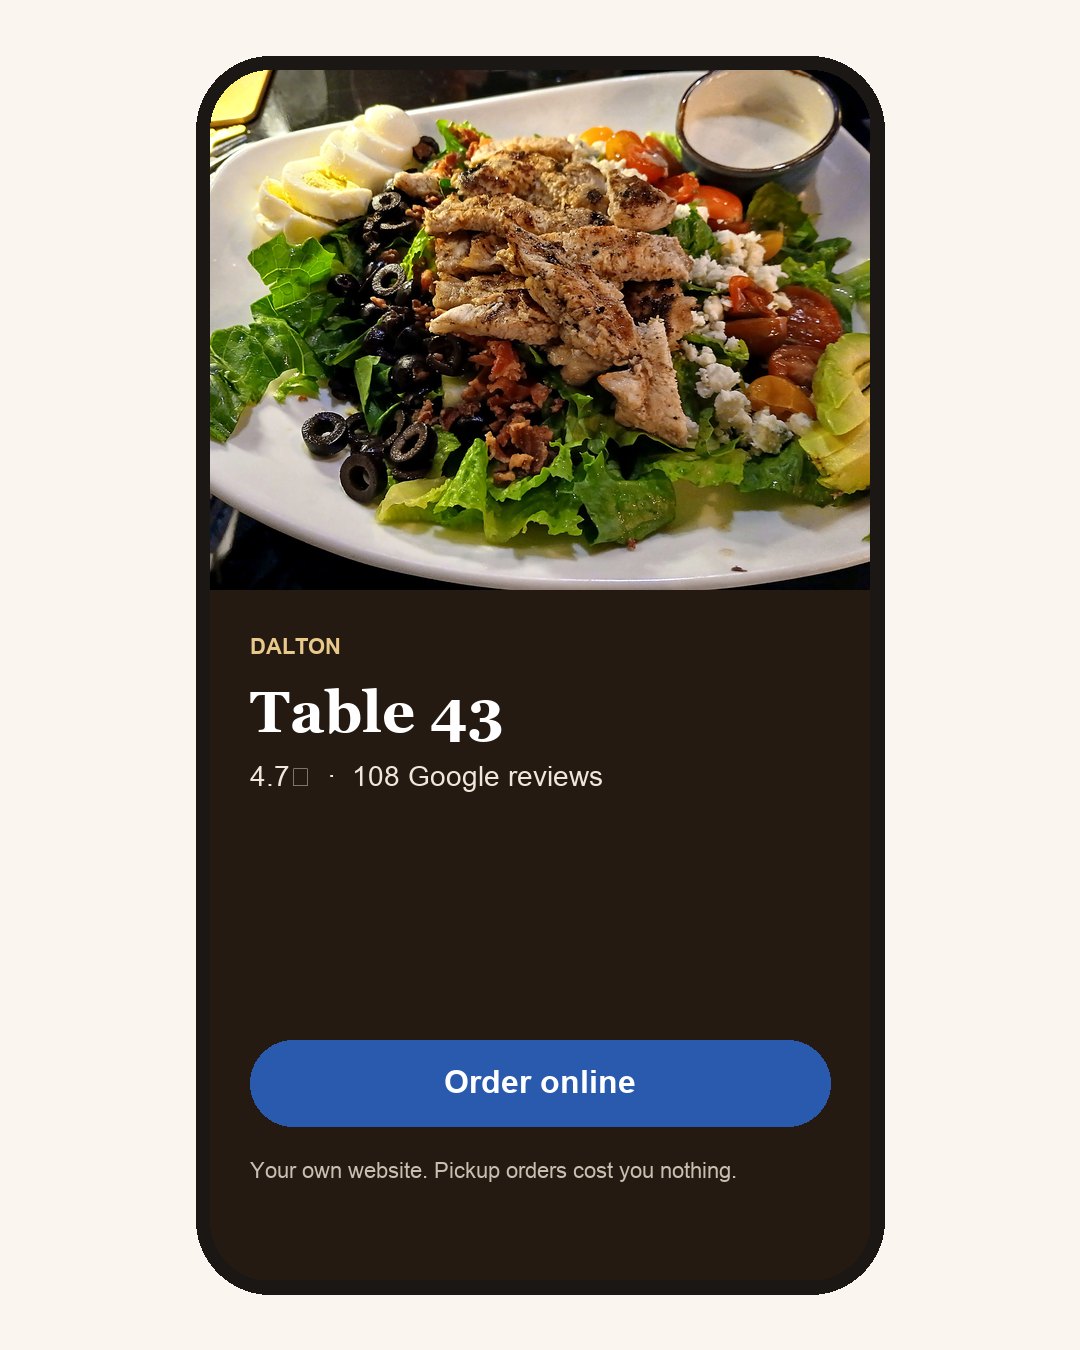 DALTON
Table 43
4.7□ · 108 Google reviews
Order online
Your own website. Pickup orders cost you nothing.